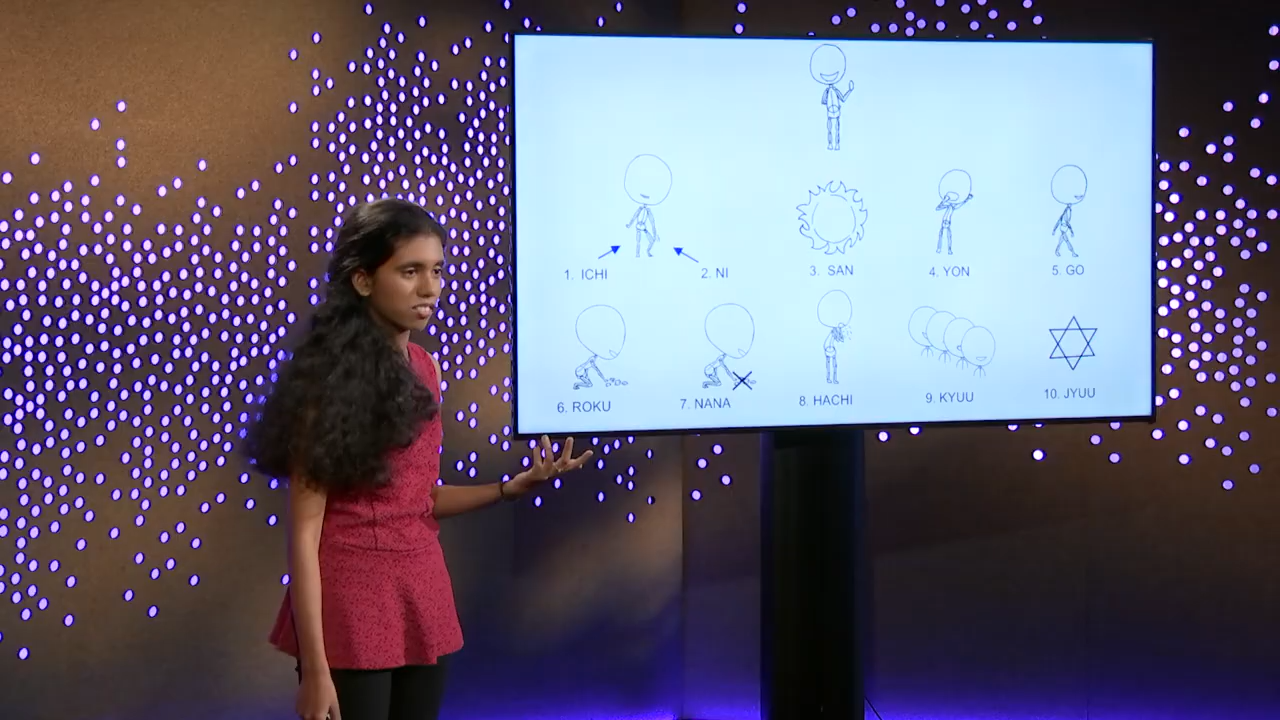 1. ICHI
2. NI
3. SAN
4. YON
5. GO
6. ROKU
7. NANA
8. HACHI
9. KYUU
10. JYUU